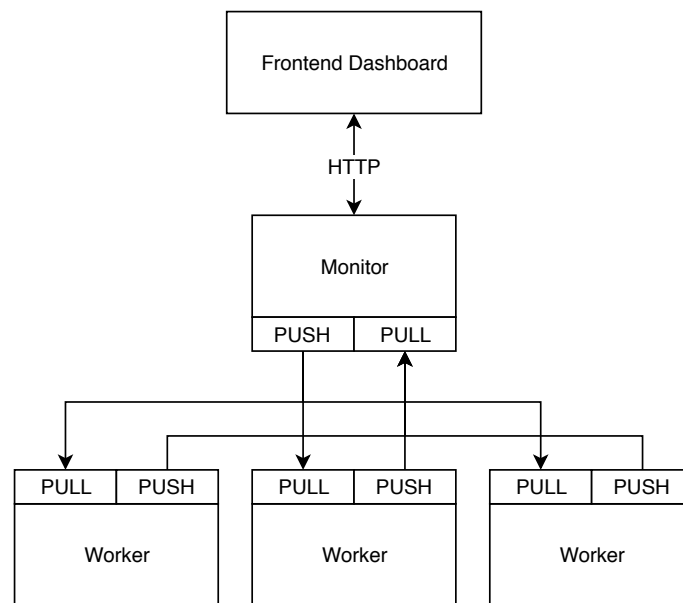 Frontend Dashboard
HTTP
Monitor
PUSH PULL
PULL PUSH PULL PUSH PULL PUSH
Worker Worker Worker